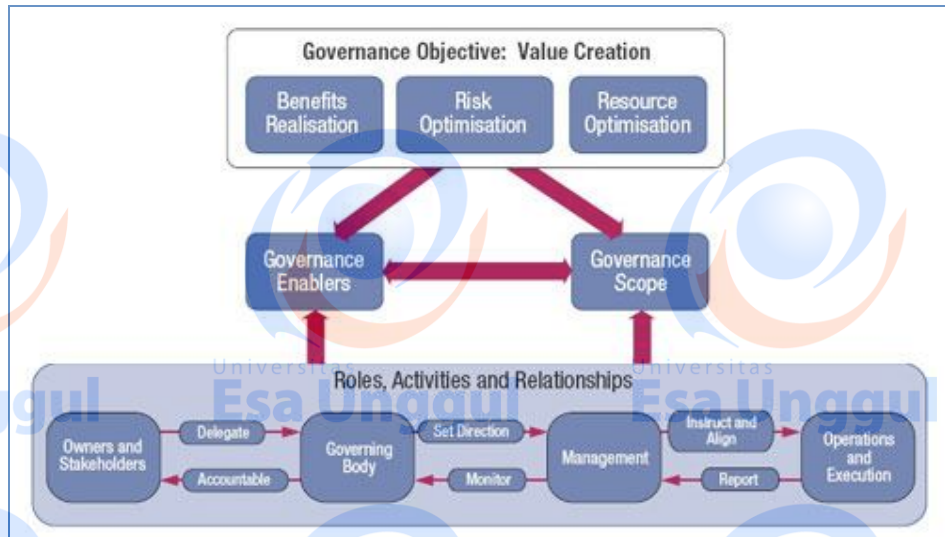 Governance Objective: Value Creation
Benefits
Realisation
Risk
Optimisation
Resource
Optimisation
Governance
Enablers
Governance
Scope
Universitas
Esa Unggul
Universitas
Esa Unggul
ggul
Roles, Activities and Relationships
Owners and
Stakeholders
Delegate
Accountable
Governing
Body
Set Direction
Monitor
Management
Instruct and
Align
Report
Operations
and
Execution